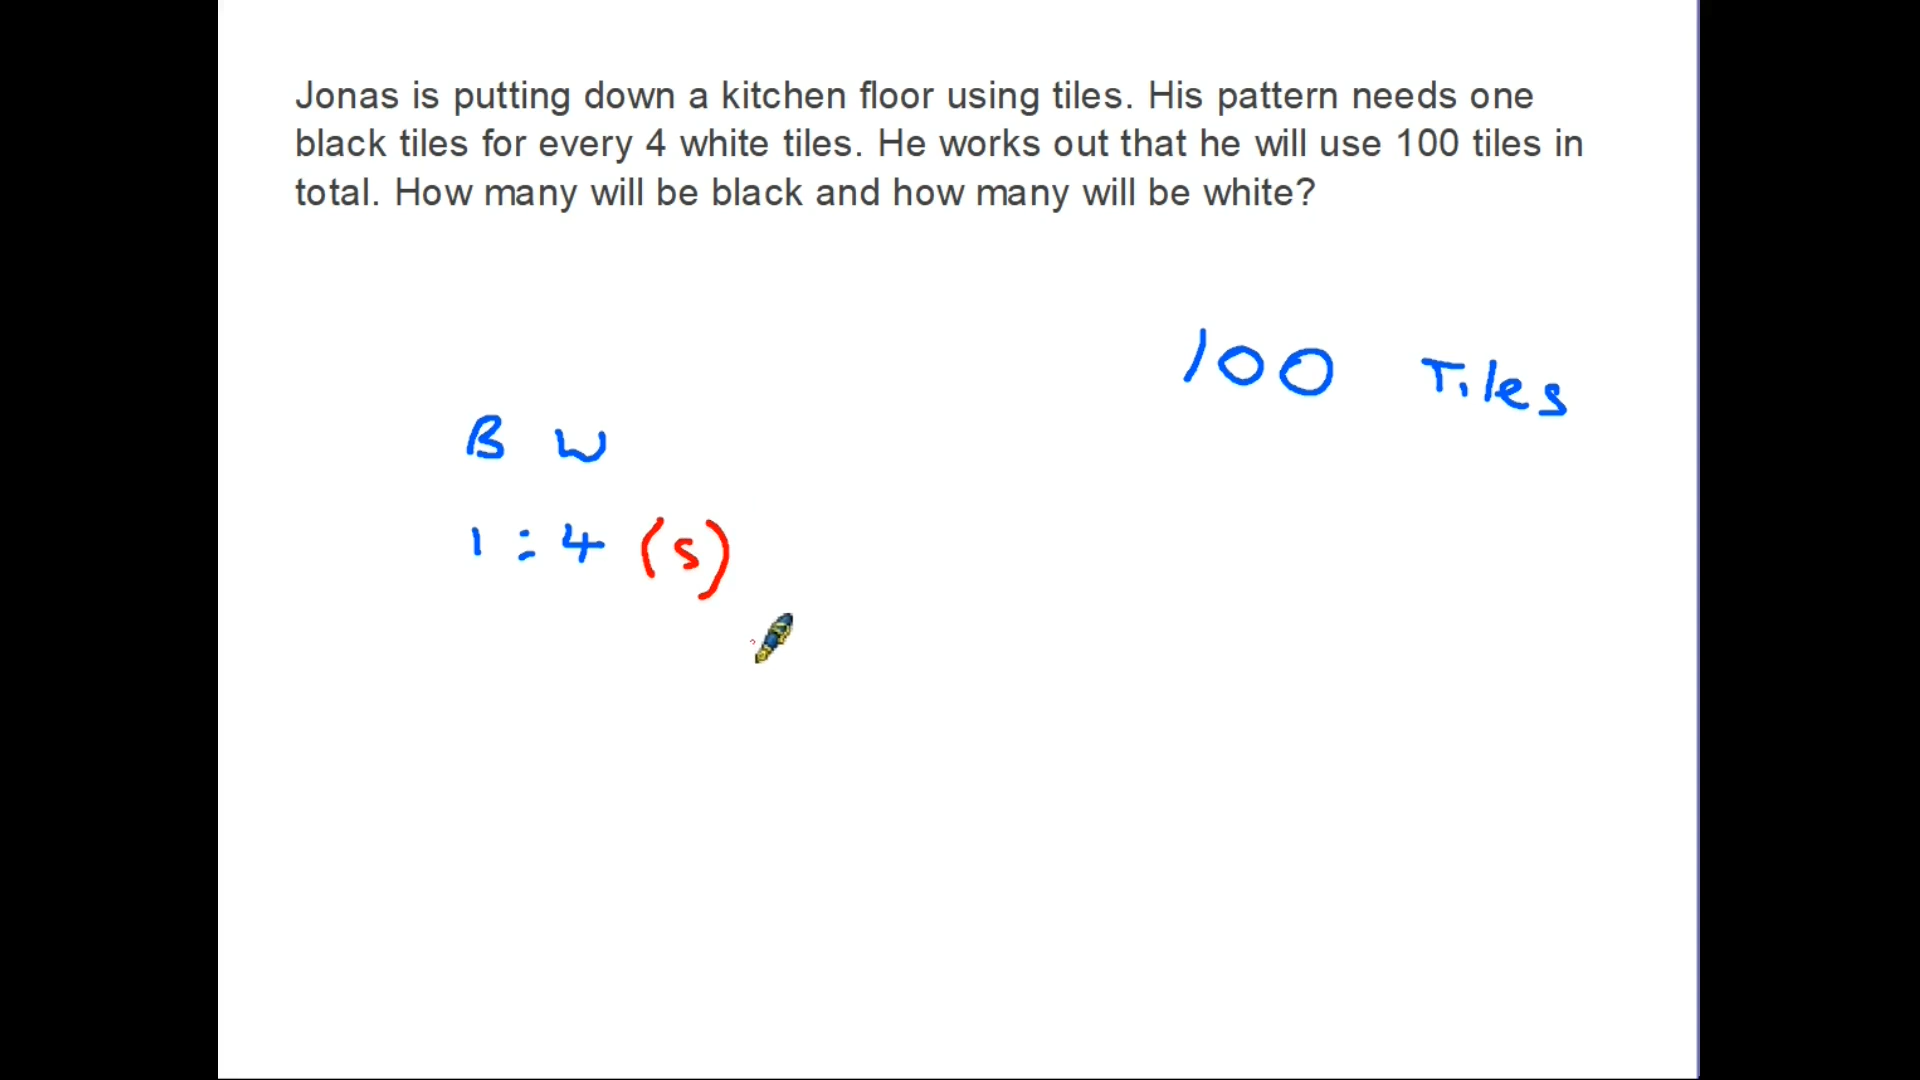 Jonas is putting down a kitchen floor using tiles. His pattern needs one
black tiles for every 4 white tiles. He works out that he will use 100 tiles in
total. How many will be black and how many will be white?
100 Tiles
B W
1 : 4 (5)